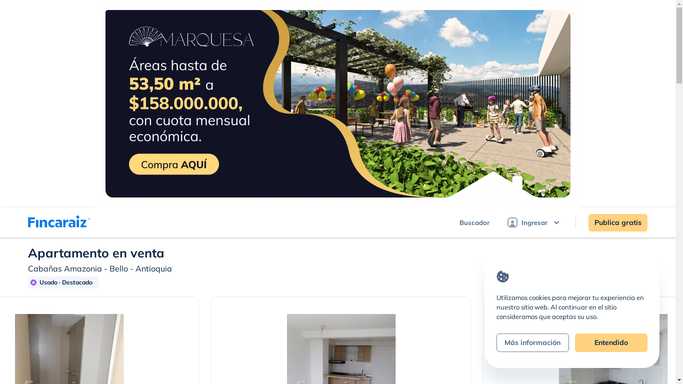 MARQUESA
Áreas hasta de
53,50 m² a
$158.000.000,
con cuota mensual
económica.
Compra AQUÍ
Fincaraiz
Buscador
Ingresar
Publica gratis
Apartamento en venta
Cabañas Amazonia - Bello - Antioquia
Usado · Destacado
Utilizamos cookies para mejorar tu experiencia en
nuestro sitio web. Al continuar en el sitio
consideramos que aceptas su uso.
Más información
Entendido